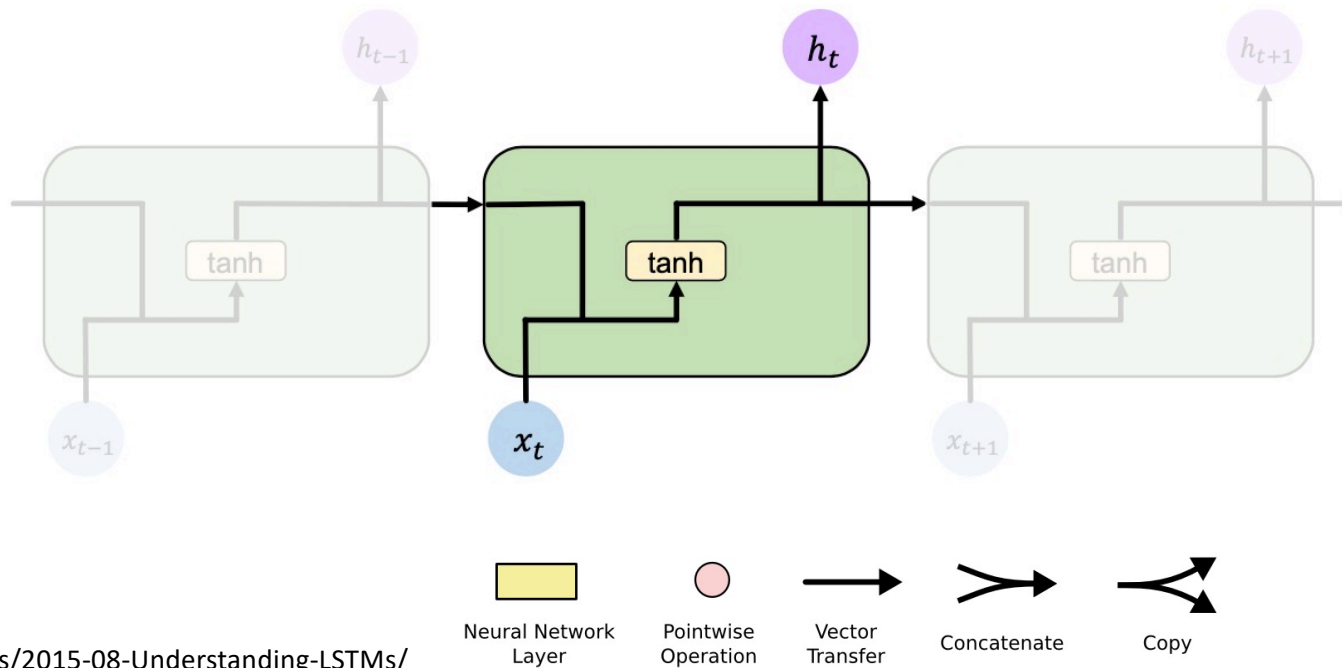 h_{t-1} h_t h_{t+1}
tanh tanh tanh
x_{t-1} x_t x_{t+1}
Neural Network Layer
Pointwise Operation
Vector Transfer
Concatenate
Copy
s/2015-08-Understanding-LSTMs/